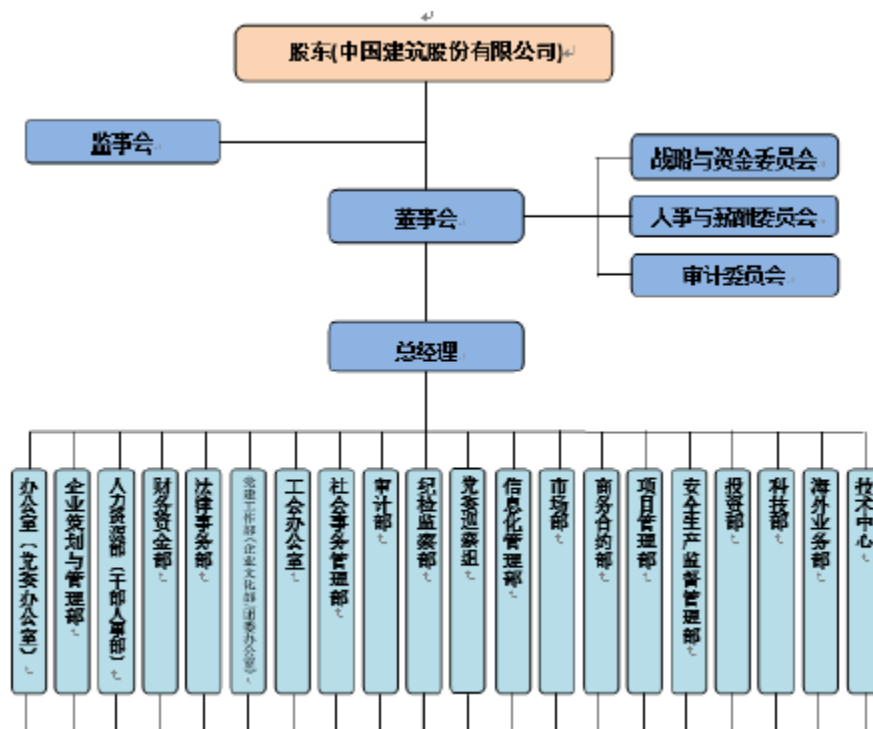 股东(中国建筑股份有限公司)
监事会
战略与资金委员会
董事会
人事与薪酬委员会
审计委员会
总经理
办公室（党委办公室）
企业策划与管理部
人力资源部（干部人事部）
财务资金部
法律事务部
党建工作部（企业文化部/团委办公室）
工会办公室
社会事务管理部
审计部
纪检监察部
党委巡察组
信息化管理部
市场部
商务合约部
项目管理部
安全生产监督管理部
投资部
科技部
海外业务部
技术中心